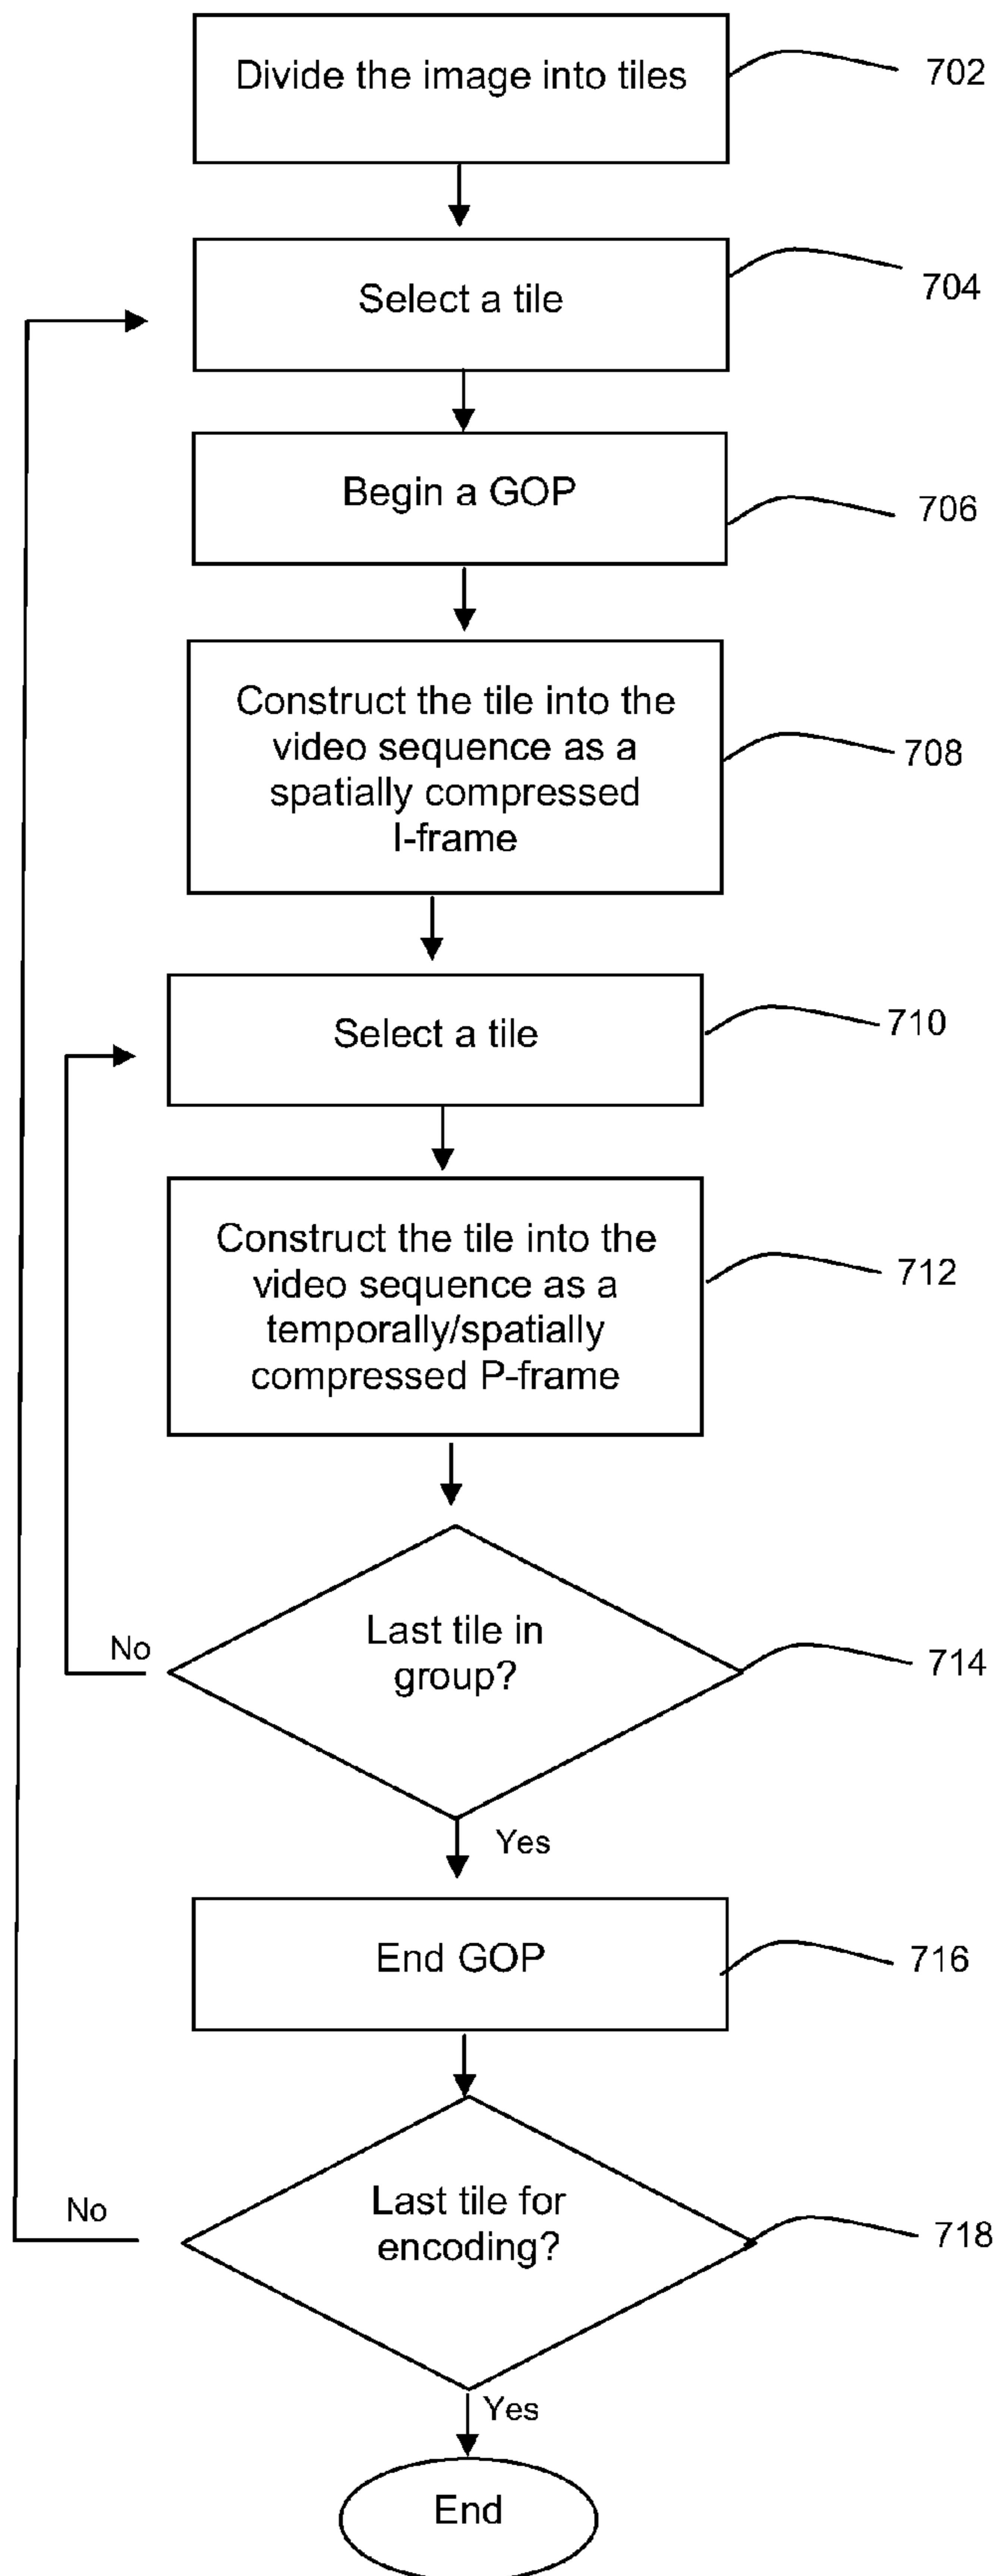 Divide the image into tiles
702
Select a tile
704
Begin a GOP
706
Construct the tile into the
video sequence as a
spatially compressed
I-frame
708
Select a tile
710
Construct the tile into the
video sequence as a
temporally/spatially
compressed P-frame
712
Last tile in
group?
No
714
Yes
End GOP
716
Last tile for
encoding?
No
718
Yes
End